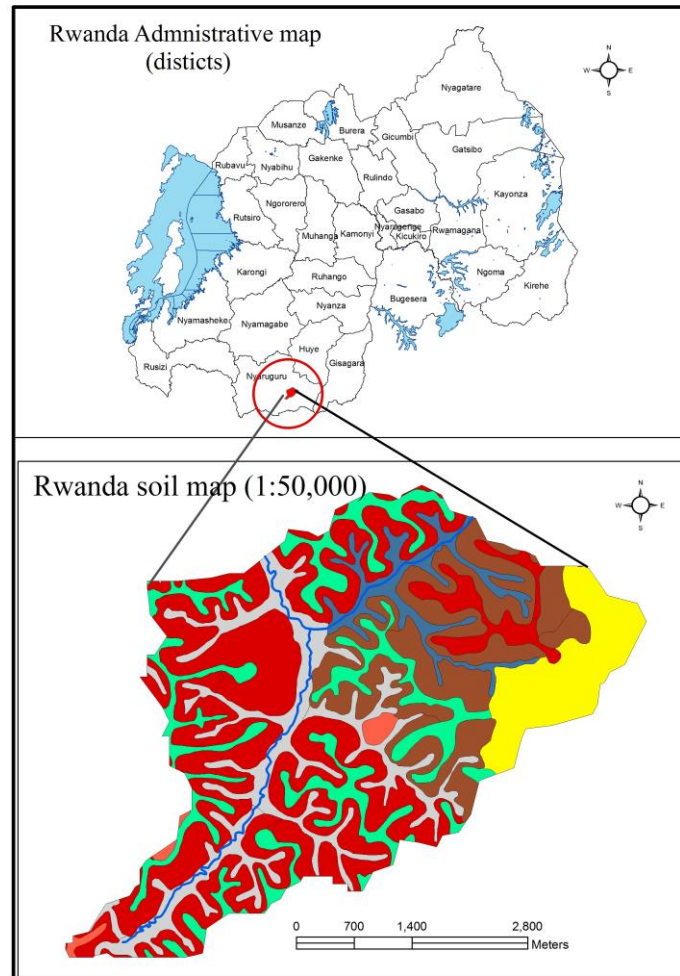 Rwanda Admnistrative map
(disticts)
N
W E
S
Nyagatare
Musanze
Burera
Gicumbi
Gatsibo
Rubavu
Nyabihu
Gakenke
Rulindo
Kayonza
Rutsiro
Ngororero
Gasabo
Muhanga
Kamonyi
Nyarugenge
Kicukiro
Rwamagana
Karongi
Ruhango
Ngoma
Kirehe
Nyamasheke
Nyamagabe
Nyanza
Bugesera
Huye
Rusizi
Gisagara
Nyaruguru
Rwanda soil map (1:50,000)
N
W E
S
0 700 1,400 2,800
Meters